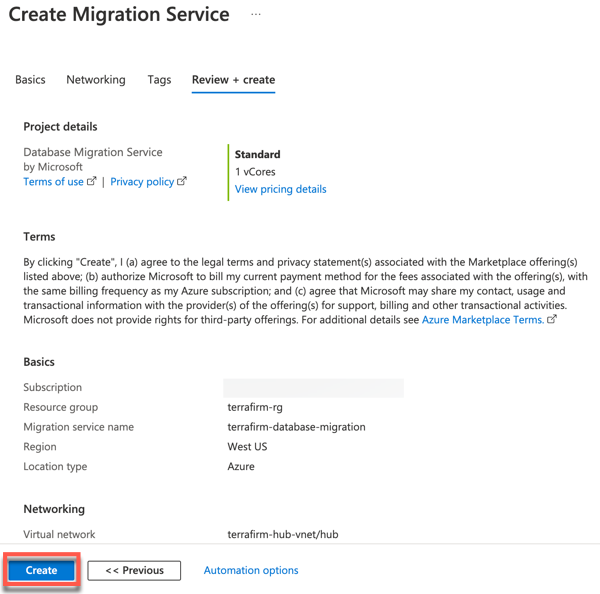 Create Migration Service ...
Basics Networking Tags Review + create
Project details
Database Migration Service
by Microsoft
Terms of use | Privacy policy
Standard
1 vCores
View pricing details
Terms
By clicking "Create", I (a) agree to the legal terms and privacy statement(s) associated with the Marketplace offering(s)
listed above; (b) authorize Microsoft to bill my current payment method for the fees associated with the offering(s), with
the same billing frequency as my Azure subscription; and (c) agree that Microsoft may share my contact, usage and
transactional information with the provider(s) of the offering(s) for support, billing and other transactional activities.
Microsoft does not provide rights for third-party offerings. For additional details see Azure Marketplace Terms.
Basics
Subscription
Resource group terrafirm-rg
Migration service name terrafirm-database-migration
Region West US
Location type Azure
Networking
Virtual network terrafirm-hub-vnet/hub
Create << Previous Automation options